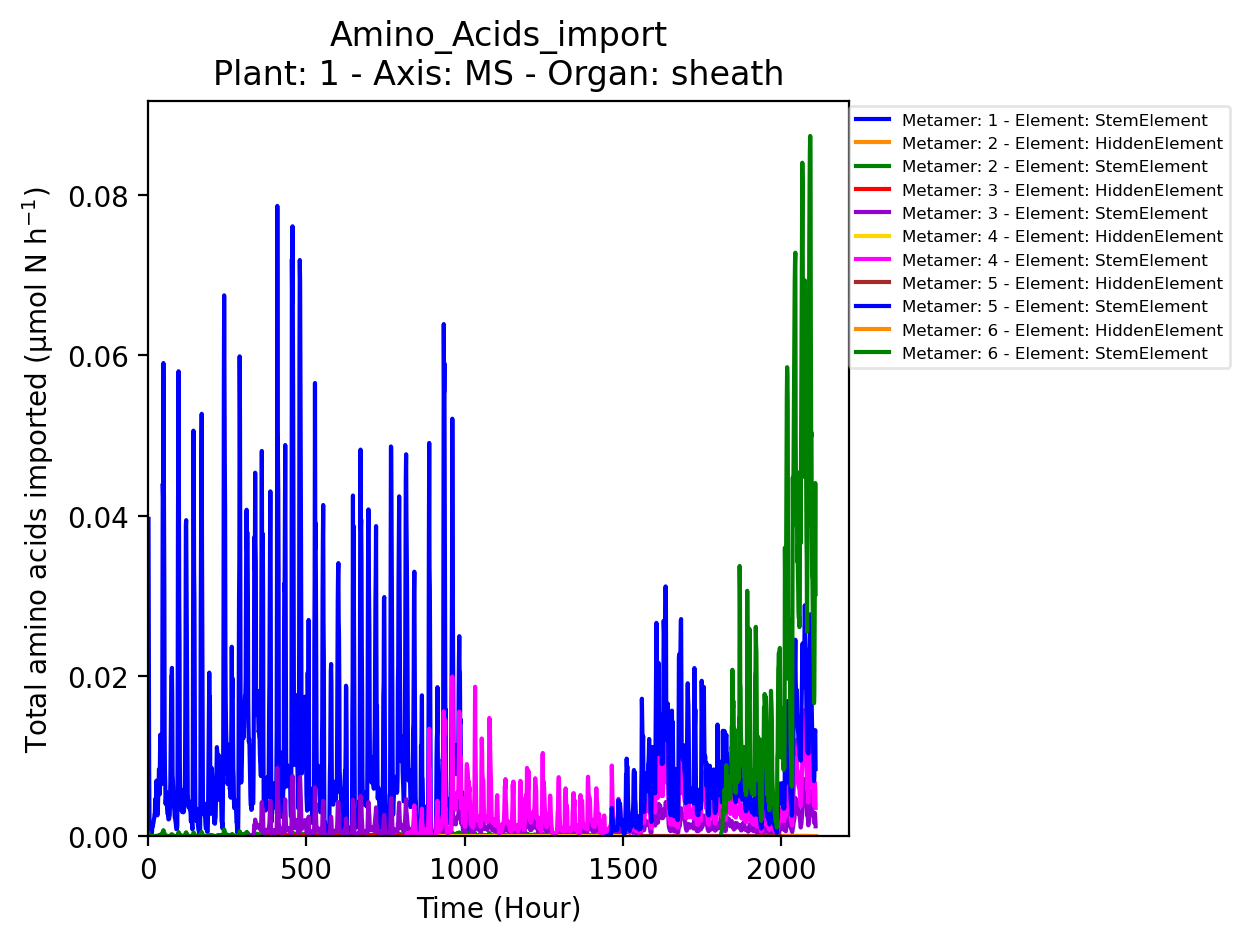 Amino_Acids_import
Plant: 1 - Axis: MS - Organ: sheath
Total amino acids imported (µmol N h⁻¹)
0.08
0.06
0.04
0.02
0.00
0
500
1000
1500
2000
Time (Hour)
Metamer: 1 - Element: StemElement
Metamer: 2 - Element: HiddenElement
Metamer: 2 - Element: StemElement
Metamer: 3 - Element: HiddenElement
Metamer: 3 - Element: StemElement
Metamer: 4 - Element: HiddenElement
Metamer: 4 - Element: StemElement
Metamer: 5 - Element: HiddenElement
Metamer: 5 - Element: StemElement
Metamer: 6 - Element: HiddenElement
Metamer: 6 - Element: StemElement